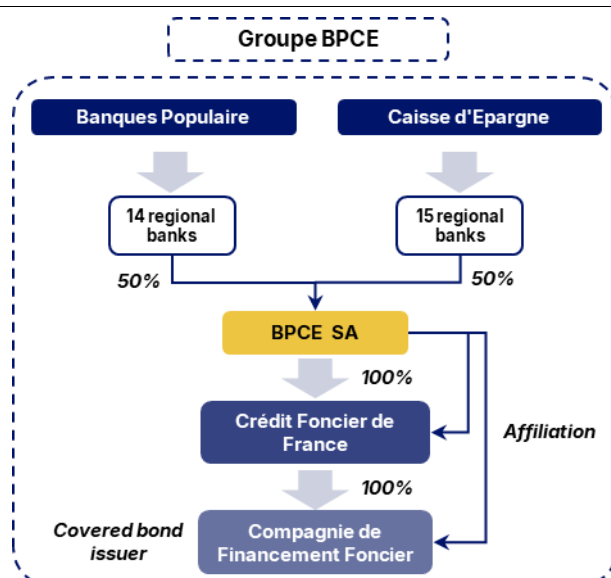 Groupe BPCE
Banques Populaire
Caisse d'Epargne
14 regional
banks
15 regional
banks
50%
50%
BPCE SA
100%
Crédit Foncier de
France
Affiliation
100%
Covered bond
issuer
Compagnie de
Financement Foncier